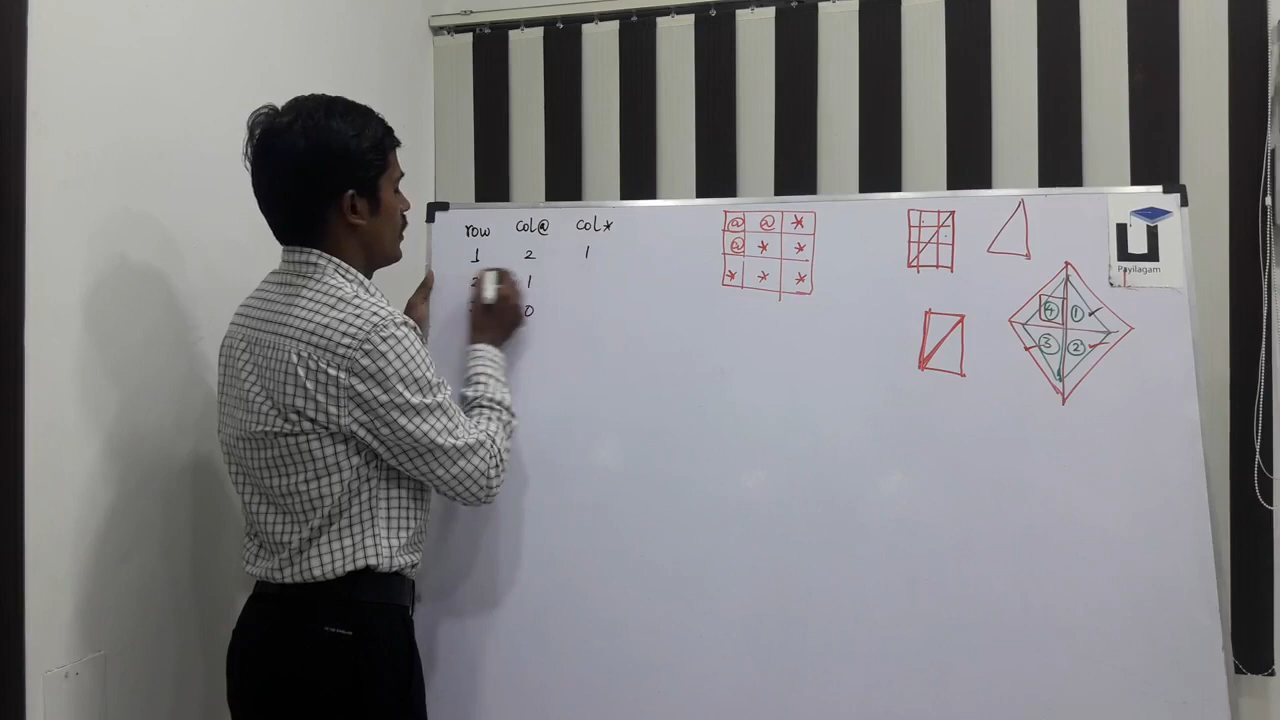 row col@ col*
1 2 1
2 1
0
@ @ *
@ * *
* * *
4 1
3 2
Payilagam